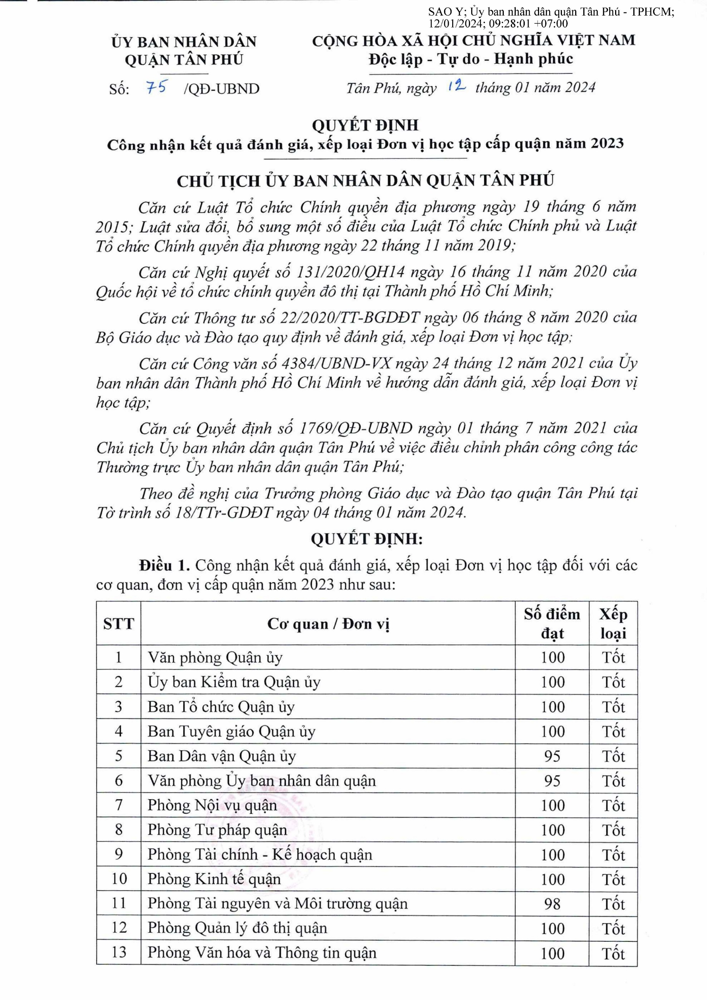 SAO Y; Ủy ban nhân dân quận Tân Phú - TPHCM;
12/01/2024; 09:28:01 +07:00
ỦY BAN NHÂN DÂN
QUẬN TÂN PHÚ
CỘNG HÒA XÃ HỘI CHỦ NGHĨA VIỆT NAM
Độc lập - Tự do - Hạnh phúc
Số: 75 /QĐ-UBND
Tân Phú, ngày 12 tháng 01 năm 2024
QUYẾT ĐỊNH
Công nhận kết quả đánh giá, xếp loại Đơn vị học tập cấp quận năm 2023
CHỦ TỊCH ỦY BAN NHÂN DÂN QUẬN TÂN PHÚ
Căn cứ Luật Tổ chức Chính quyền địa phương ngày 19 tháng 6 năm
2015; Luật sửa đổi, bổ sung một số điều của Luật Tổ chức Chính phủ và Luật
Tổ chức Chính quyền địa phương ngày 22 tháng 11 năm 2019;
Căn cứ Nghị quyết số 131/2020/QH14 ngày 16 tháng 11 năm 2020 của
Quốc hội về tổ chức chính quyền đô thị tại Thành phố Hồ Chí Minh;
Căn cứ Thông tư số 22/2020/TT-BGDĐT ngày 06 tháng 8 năm 2020 của
Bộ Giáo dục và Đào tạo quy định về đánh giá, xếp loại Đơn vị học tập;
Căn cứ Công văn số 4384/UBND-VX ngày 24 tháng 12 năm 2021 của Ủy
ban nhân dân Thành phố Hồ Chí Minh về hướng dẫn đánh giá, xếp loại Đơn vị
học tập;
Căn cứ Quyết định số 1769/QĐ-UBND ngày 01 tháng 7 năm 2021 của
Chủ tịch Ủy ban nhân dân quận Tân Phú về việc điều chỉnh phân công công tác
Thường trực Ủy ban nhân dân quận Tân Phú;
Theo đề nghị của Trưởng phòng Giáo dục và Đào tạo quận Tân Phú tại
Tờ trình số 18/TTr-GDĐT ngày 04 tháng 01 năm 2024.
QUYẾT ĐỊNH:
Điều 1. Công nhận kết quả đánh giá, xếp loại Đơn vị học tập đối với các
cơ quan, đơn vị cấp quận năm 2023 như sau:
STT Cơ quan / Đơn vị Số điểm đạt Xếp loại
1 Văn phòng Quận ủy 100 Tốt
2 Ủy ban Kiểm tra Quận ủy 100 Tốt
3 Ban Tổ chức Quận ủy 100 Tốt
4 Ban Tuyên giáo Quận ủy 100 Tốt
5 Ban Dân vận Quận ủy 95 Tốt
6 Văn phòng Ủy ban nhân dân quận 95 Tốt
7 Phòng Nội vụ quận 100 Tốt
8 Phòng Tư pháp quận 100 Tốt
9 Phòng Tài chính - Kế hoạch quận 100 Tốt
10 Phòng Kinh tế quận 100 Tốt
11 Phòng Tài nguyên và Môi trường quận 98 Tốt
12 Phòng Quản lý đô thị quận 100 Tốt
13 Phòng Văn hóa và Thông tin quận 100 Tốt